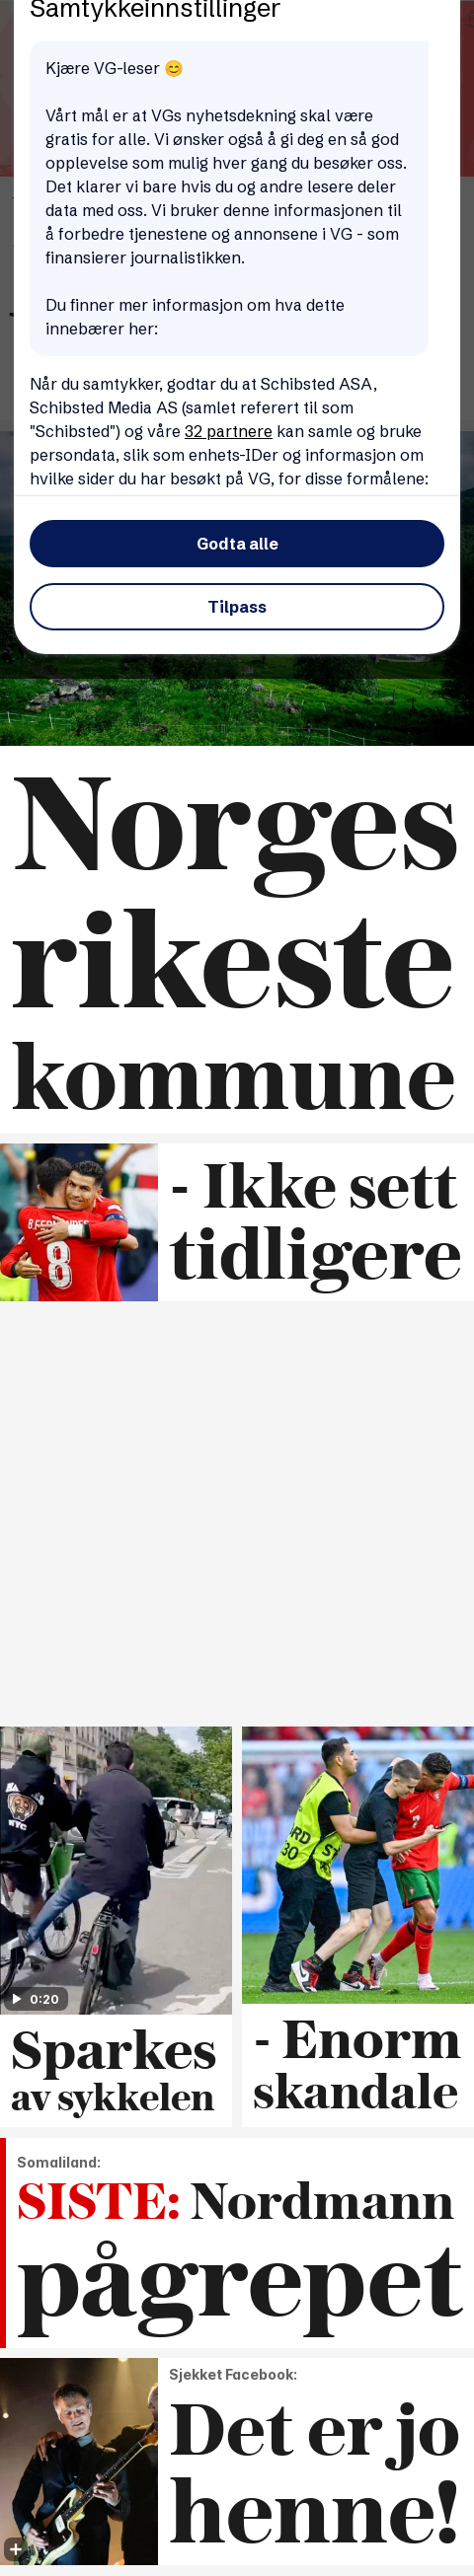 Samtykkeinnstillinger
Kjære VG-leser 😊
Vårt mål er at VGs nyhetsdekning skal være
gratis for alle. Vi ønsker også å gi deg en så god
opplevelse som mulig hver gang du besøker oss.
Det klarer vi bare hvis du og andre lesere deler
data med oss. Vi bruker denne informasjonen til
å forbedre tjenestene og annonsene i VG - som
finansierer journalistikken.
Du finner mer informasjon om hva dette
innebærer her:
Når du samtykker, godtar du at Schibsted ASA,
Schibsted Media AS (samlet referert til som
"Schibsted") og våre 32 partnere kan samle og bruke
persondata, slik som enhets-IDer og informasjon om
hvilke sider du har besøkt på VG, for disse formålene:
Godta alle
Tilpass
Norges
rikeste
kommune
8
- Ikke sett
tidligere
NYC
0:20
Sparkes
av sykkelen
30
7
- Enorm
skandale
Somaliland:
SISTE: Nordmann
pågrepet
Sjekket Facebook:
Det er jo
henne!